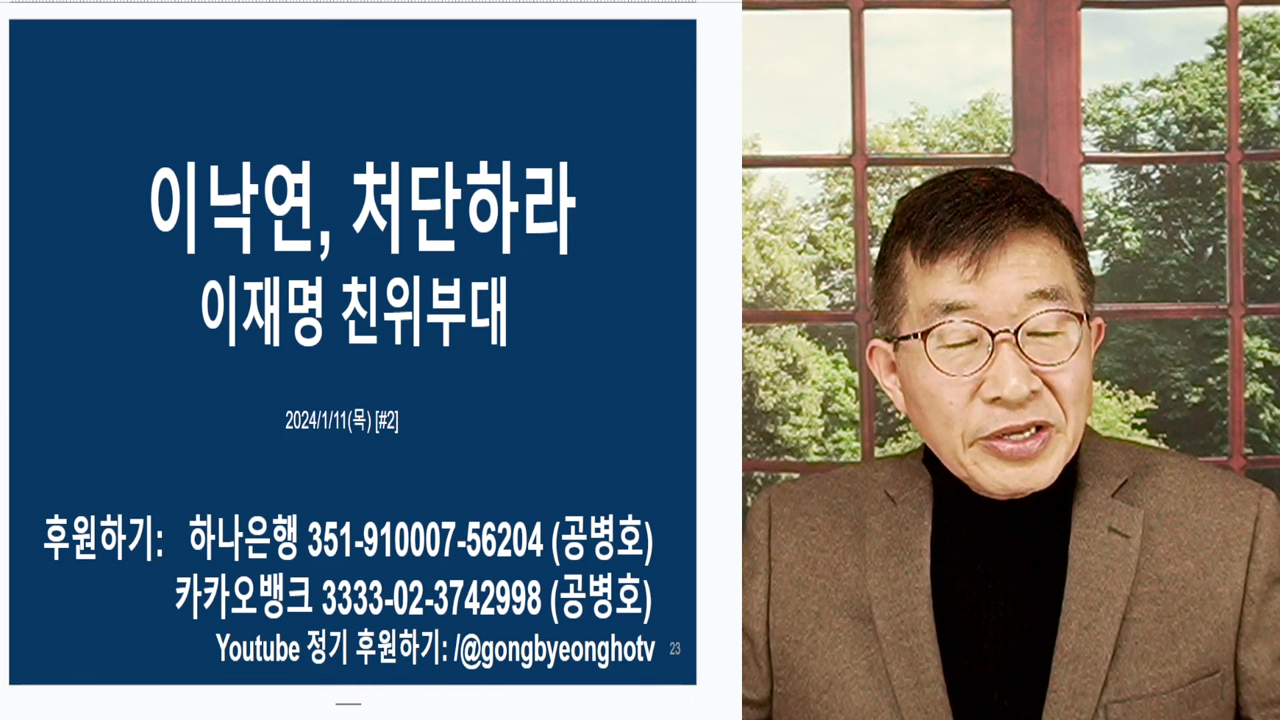 이낙연, 처단하라
이재명 친위부대
2024/1/11(목) [#2]
후원하기: 하나은행 351-910007-56204 (공병호)
카카오뱅크 3333-02-3742998 (공병호)
Youtube 정기 후원하기: /@gongbyeonghotv
23